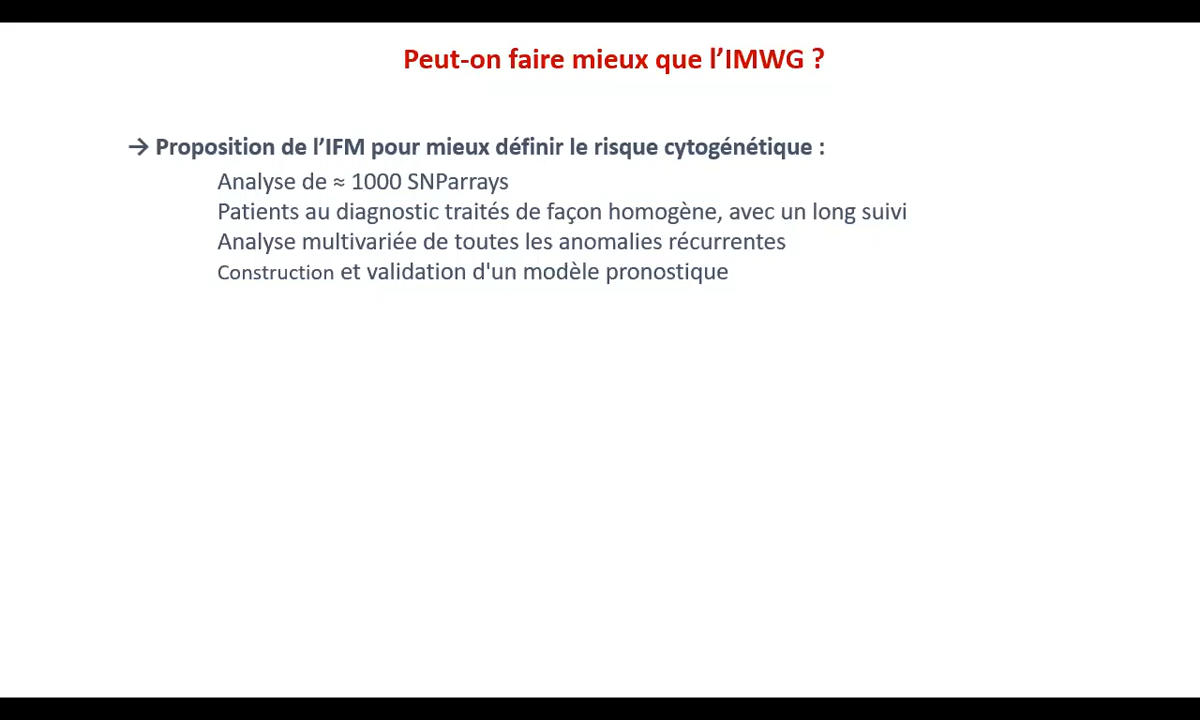 Peut-on faire mieux que l’IMWG ?
→ Proposition de l’IFM pour mieux définir le risque cytogénétique :
Analyse de ≈ 1000 SNParrays
Patients au diagnostic traités de façon homogène, avec un long suivi
Analyse multivariée de toutes les anomalies récurrentes
Construction et validation d'un modèle pronostique